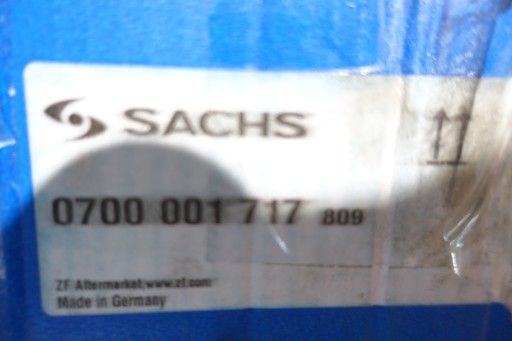 SACHS
0700 001 717 809
ZF Aftermarket,www.zf.com
Made in Germany